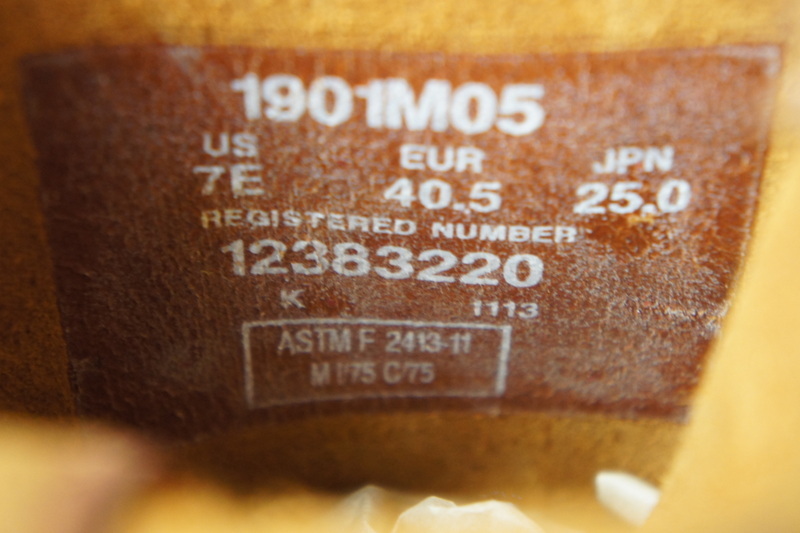 1901M05
US EUR JPN
7E 40.5 25.0
REGISTERED NUMBER
12383220
K 1113
ASTM F 2413-11
M I/75 C/75